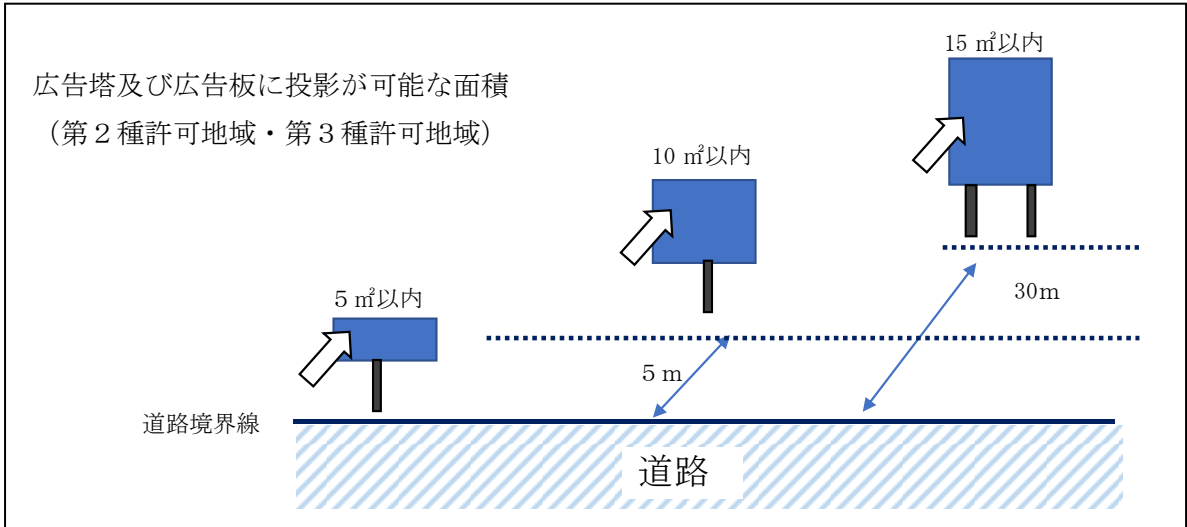 広告塔及び広告板に投影が可能な面積
（第２種許可地域・第３種許可地域）
15 ㎡以内
10 ㎡以内
５㎡以内
30ｍ
５ｍ
道路境界線
道路